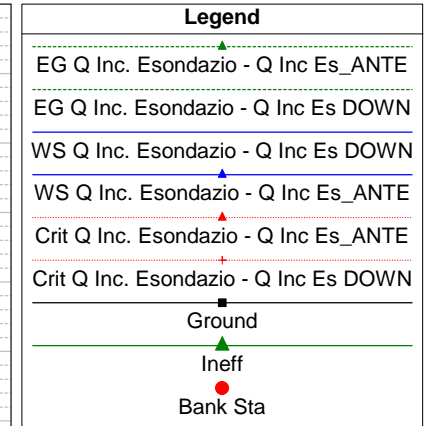 Legend
EG Q Inc. Esondazio - Q Inc Es_ANTE
EG Q Inc. Esondazio - Q Inc Es DOWN
WS Q Inc. Esondazio - Q Inc Es DOWN
WS Q Inc. Esondazio - Q Inc Es_ANTE
Crit Q Inc. Esondazio - Q Inc Es_ANTE
Crit Q Inc. Esondazio - Q Inc Es DOWN
Ground
Ineff
Bank Sta